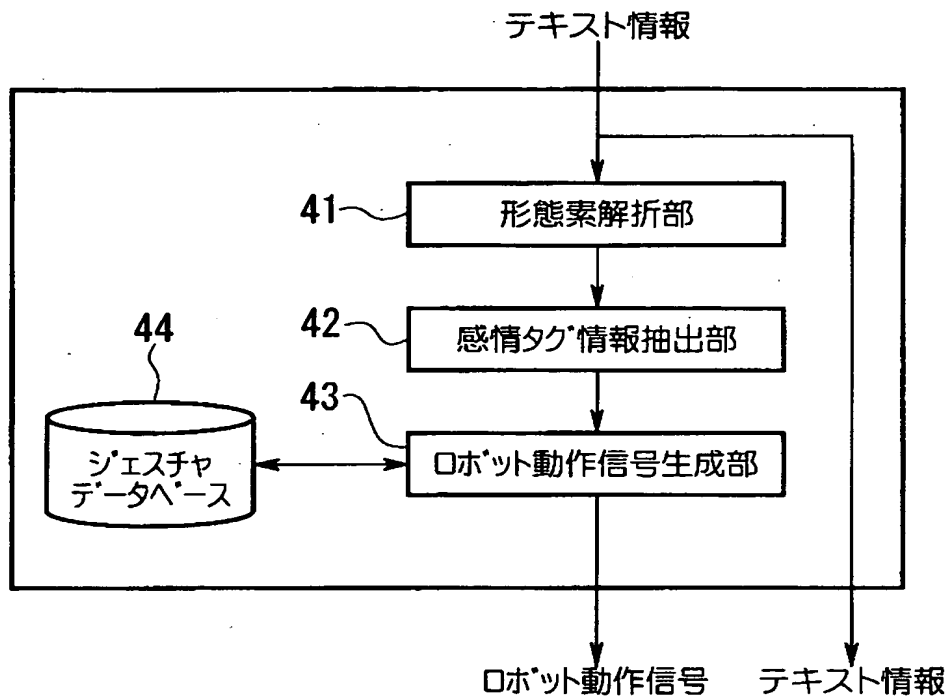 テキスト情報
41
形態素解折部
42
感情タグ情報抽出部
44
43
ロボット動作信号生成部
ジェスチャ
データベース
ロボット動作信号
テキスト情報